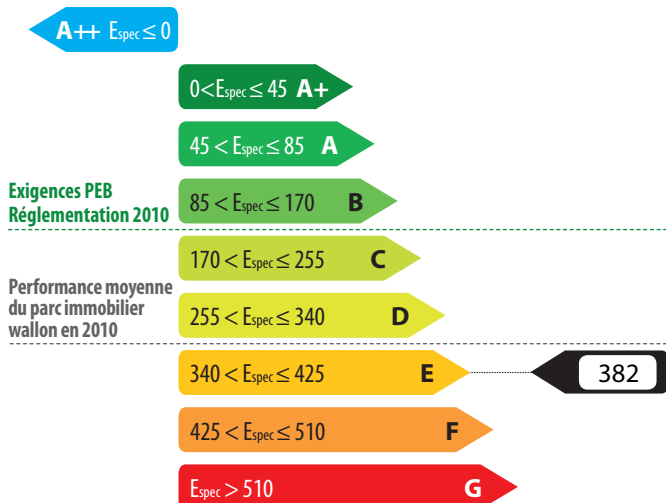 A++ Espec ≤ 0
0<Espec ≤ 45 A+
45 < Espec ≤ 85 A
Exigences PEB
Réglementation 2010
85 < Espec ≤ 170 B
170 < Espec ≤ 255 C
Performance moyenne
du parc immobilier
wallon en 2010
255 < Espec ≤ 340 D
340 < Espec ≤ 425 E
382
425 < Espec ≤ 510 F
Espec > 510 G